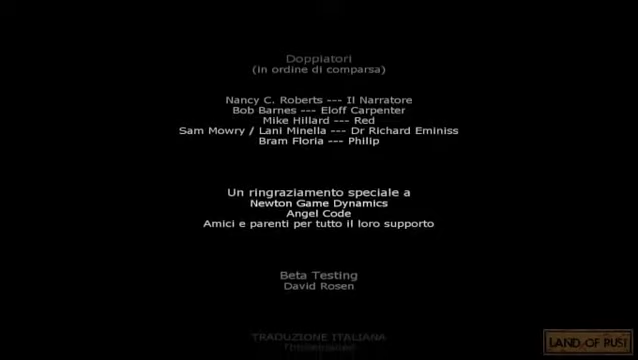 Doppiatori
(in ordine di comparsa)
Nancy C. Roberts --- Il Narratore
Bob Barnes --- Eloff Carpenter
Mike Hillard --- Red
Sam Mowry / Lani Minella --- Dr Richard Eminiss
Bram Floria --- Philip
Un ringraziamento speciale a
Newton Game Dynamics
Angel Code
Amici e parenti per tutto il loro supporto
Beta Testing
David Rosen
TRADUZIONE ITALIANA
LAND OF RUST